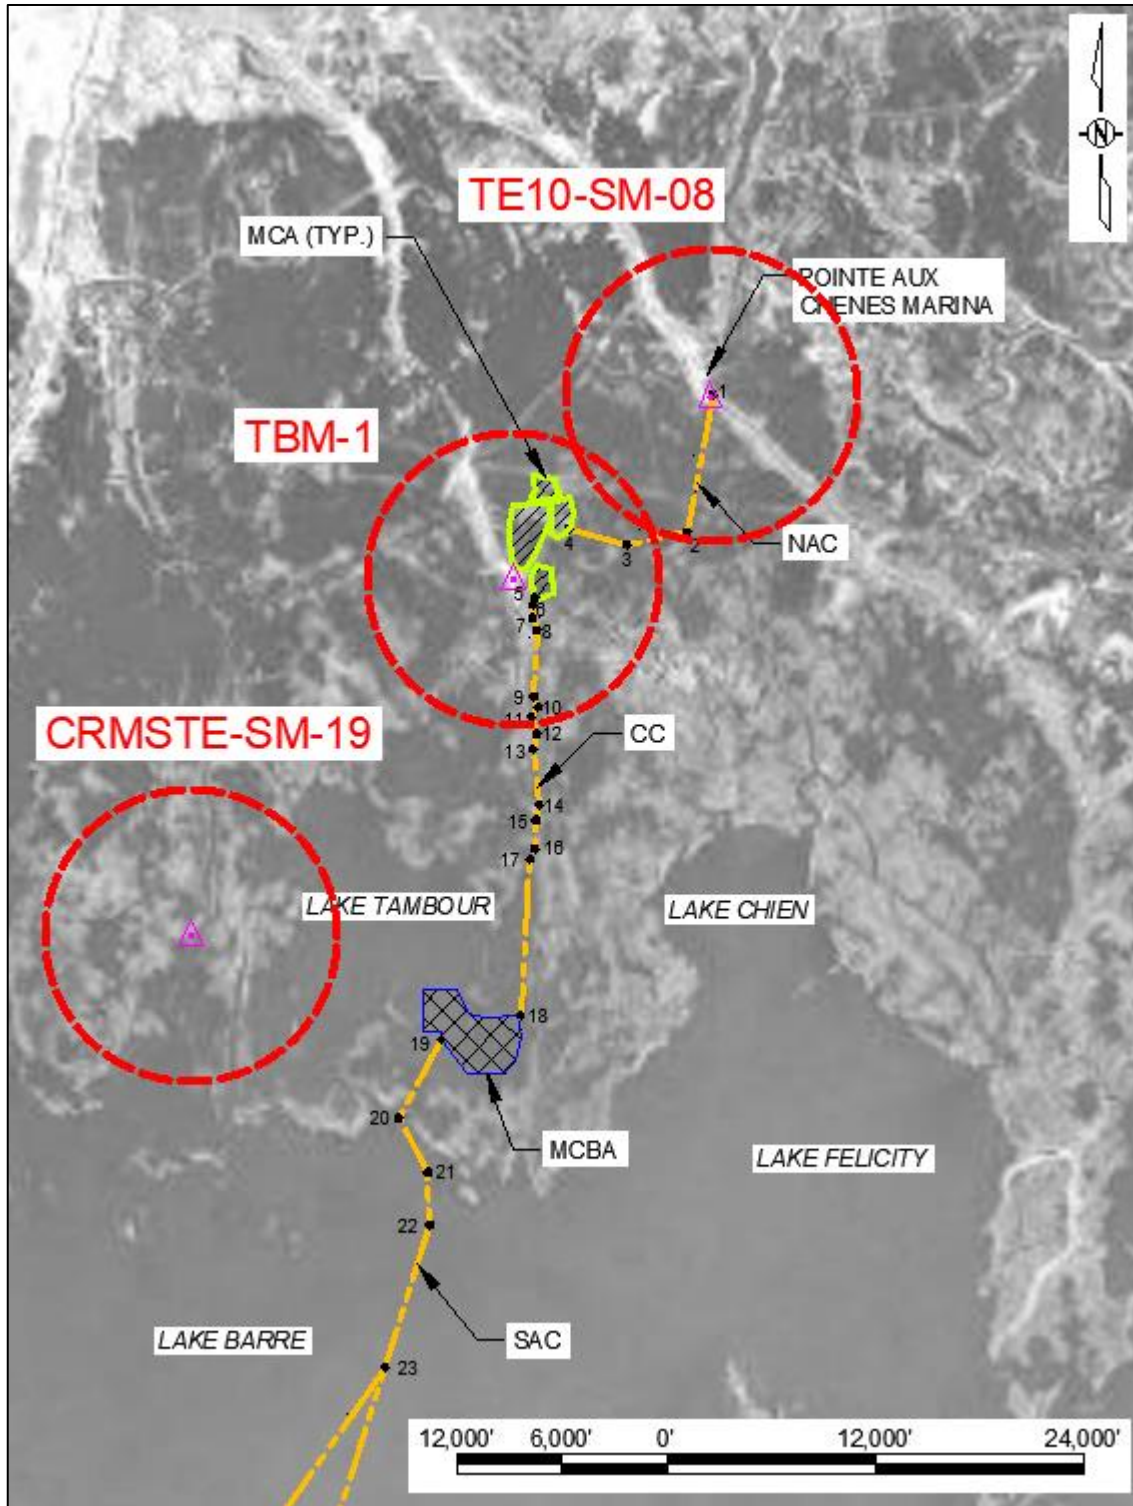 N
TE10-SM-08
MCA (TYP.)
POINTE AUX
CHENES MARINA
1
TBM-1
2
NAC
3
4
5
6
7
8
9
10
11
CRMSTE-SM-19
12
CC
13
14
15
16
17
LAKE TAMBOUR
LAKE CHIEN
18
19
20
MCBA
LAKE FELICITY
21
22
LAKE BARRE
SAC
23
12,000' 6,000' 0' 12,000' 24,000'